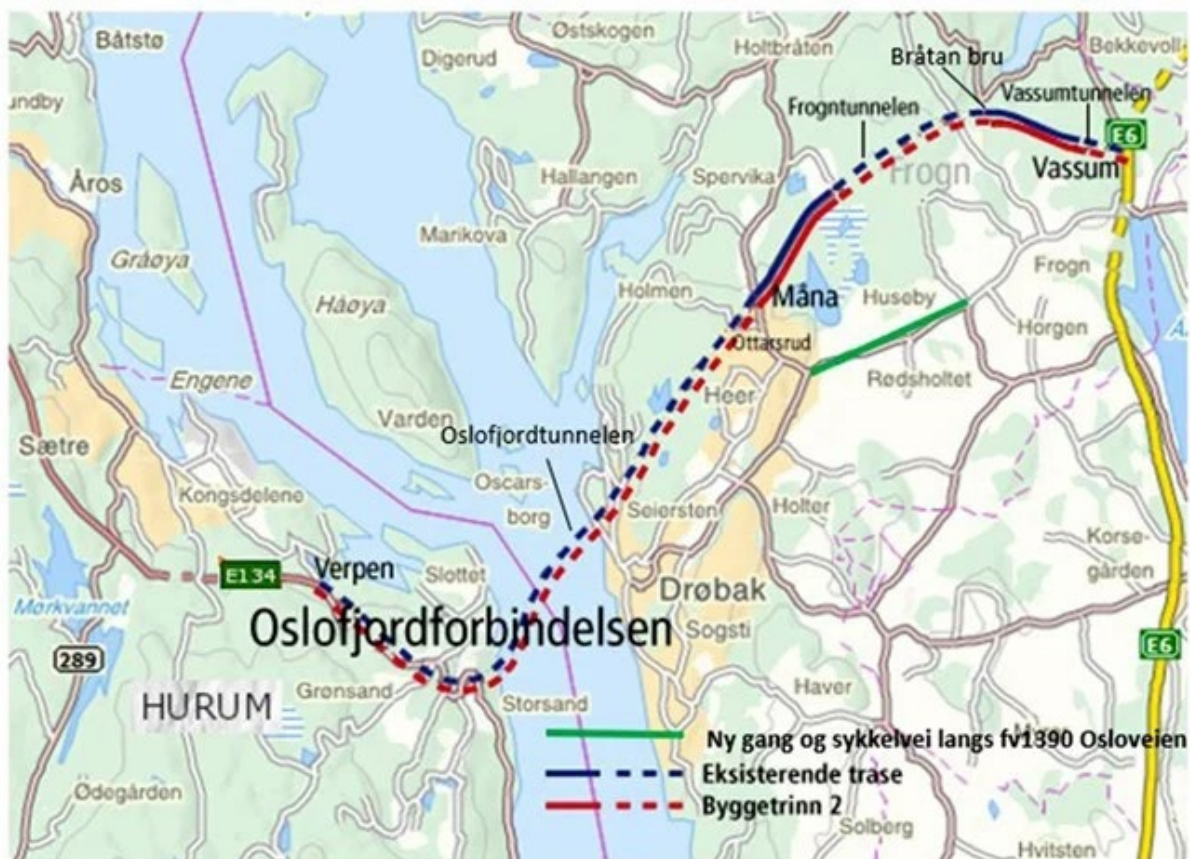 Båtstø
Østskogen
Digerud
Holtbråten
Bekkevoll-
Bråtan bru
undby
Frogntunnelen
Vassumtunnelen
E6
Vassum
Frogn
Åros
Hallangen
Spervika
Gråøya
Marikova
Håøya
Holmen
Måna
Huseby
Frogn
Horgen
Ottarsrud
Rødsholtet
Engene
Heer
Varden
Oslofjordtunnelen
Sætre
Oscars-
borg
Kongsdelene
Seiersten
Holter
Korse-
gården
E134
Verpen
Slottet
Drøbak
Mørkvannet
Oslofjordforbindelsen
Sogsti
E6
289
Grønsand
Storsand
Haver
HURUM
Ny gang og sykkelvei langs fv1390 Osloveien
Eksisterende trase
Byggetrinn 2
Ødegården
Solberg
Hvitsten